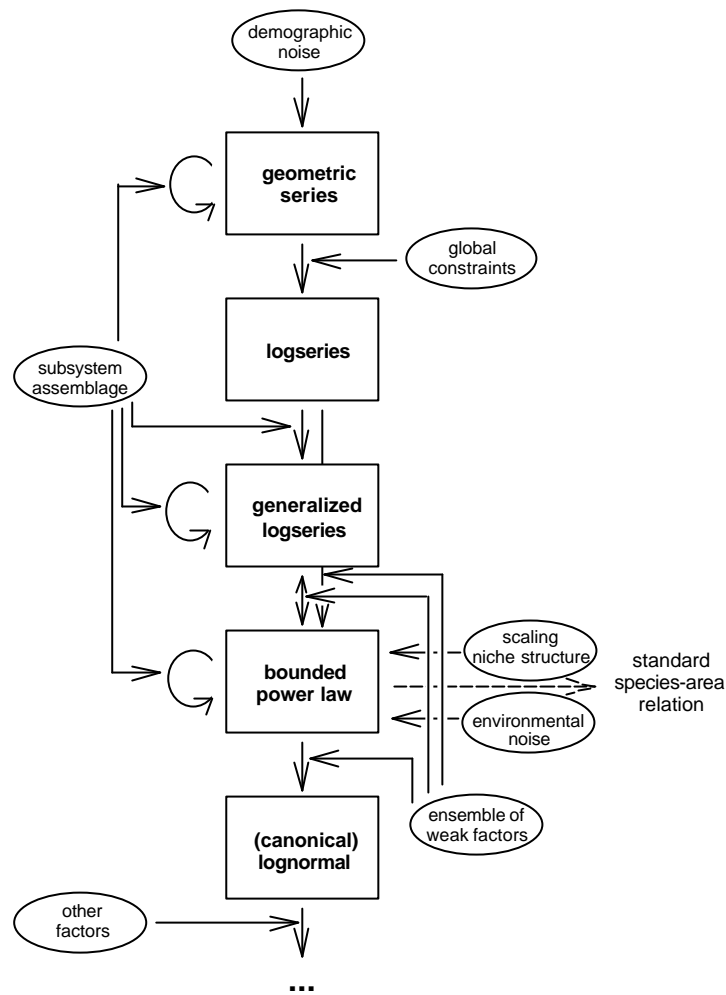 demographic
noise
geometric
series
global
constraints
logseries
subsystem
assemblage
generalized
logseries
scaling
niche structure
bounded
power law
standard
species-area
relation
environmental
noise
ensemble of
weak factors
(canonical)
lognormal
other
factors
...